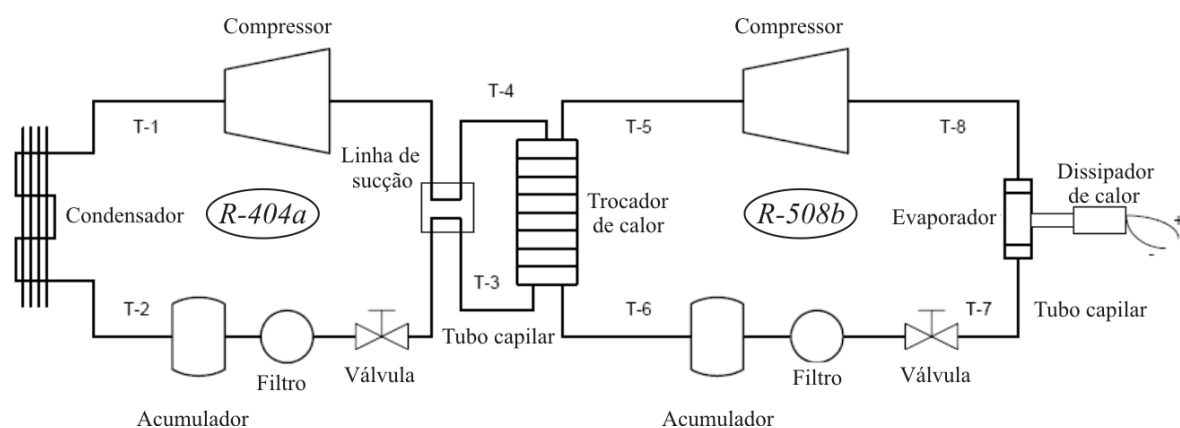 Compressor
Compressor
T-4
T-1
T-5
T-8
Linha de
sucção
Dissipador
de calor
Condensador
R-404a
Trocador
de calor
R-508b
Evaporador
+
-
T-2
T-3
T-6
T-7
Tubo capilar
Tubo capilar
Filtro
Válvula
Filtro
Válvula
Acumulador
Acumulador